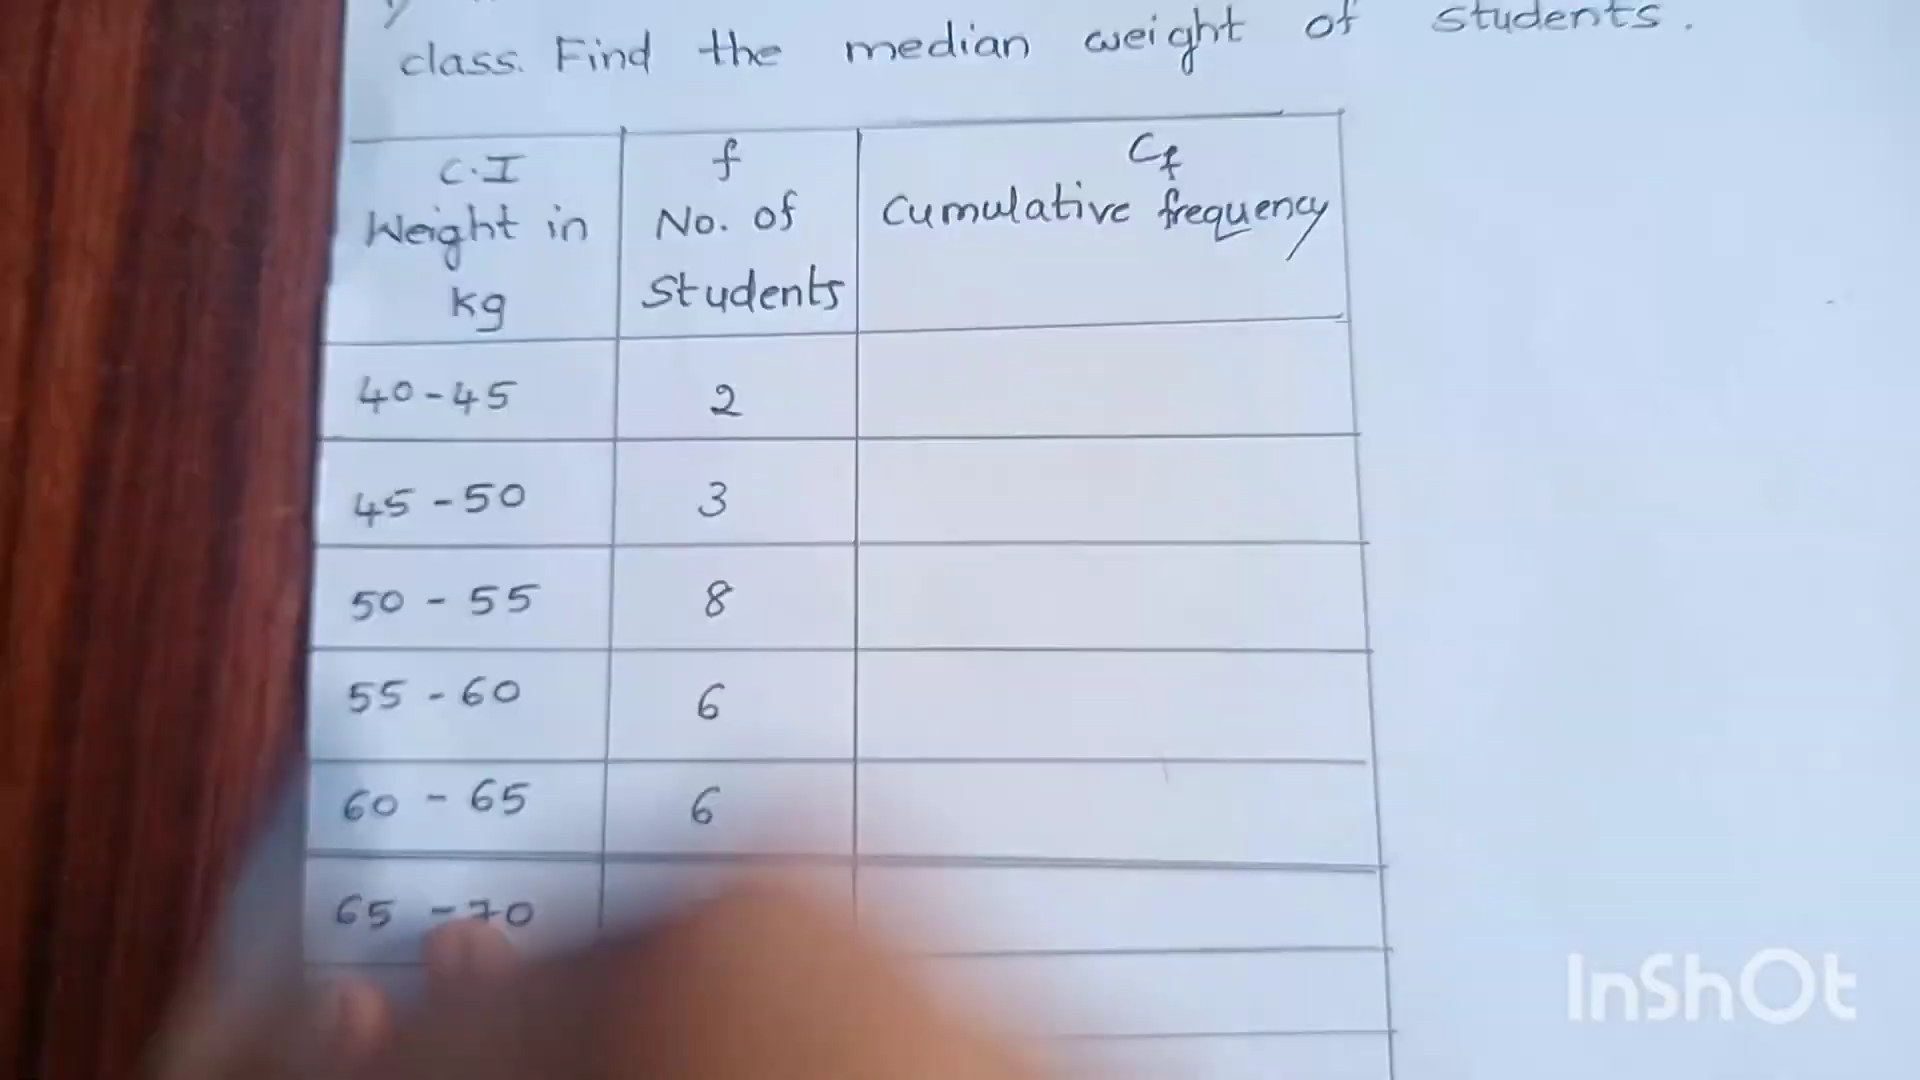 class. Find the median weight of students.
C.I
Weight in
kg
f
No. of
Students
Cf
Cumulative frequency
40-45 2
45-50 3
50-55 8
55-60 6
60-65 6
65-70
InShOt